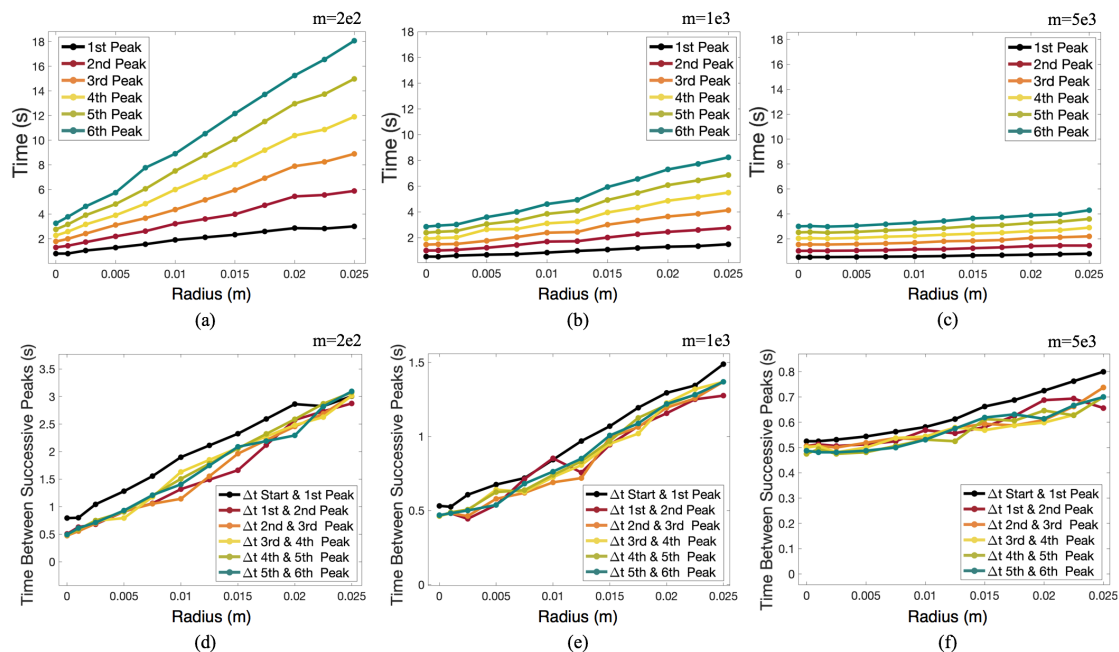 m=2e2
18
16
14
12
10
8
6
4
2
Time (s)
1st Peak
2nd Peak
3rd Peak
4th Peak
5th Peak
6th Peak
0 0.005 0.01 0.015 0.02 0.025
Radius (m)
(a)
m=1e3
18
16
14
12
10
8
6
4
2
Time (s)
1st Peak
2nd Peak
3rd Peak
4th Peak
5th Peak
6th Peak
0 0.005 0.01 0.015 0.02 0.025
Radius (m)
(b)
m=5e3
18
16
14
12
10
8
6
4
2
Time (s)
1st Peak
2nd Peak
3rd Peak
4th Peak
5th Peak
6th Peak
0 0.005 0.01 0.015 0.02 0.025
Radius (m)
(c)
m=2e2
3.5
3
2.5
2
1.5
1
0.5
0
Time Between Successive Peaks (s)
Δt Start & 1st Peak
Δt 1st & 2nd Peak
Δt 2nd & 3rd Peak
Δt 3rd & 4th Peak
Δt 4th & 5th Peak
Δt 5th & 6th Peak
0 0.005 0.01 0.015 0.02 0.025
Radius (m)
(d)
m=1e3
1.5
1
0.5
0
Time Between Successive Peaks (s)
Δt Start & 1st Peak
Δt 1st & 2nd Peak
Δt 2nd & 3rd Peak
Δt 3rd & 4th Peak
Δt 4th & 5th Peak
Δt 5th & 6th Peak
0 0.005 0.01 0.015 0.02 0.025
Radius (m)
(e)
m=5e3
0.8
0.7
0.6
0.5
0.4
0.3
0.2
0.1
0
Time Between Successive Peaks (s)
Δt Start & 1st Peak
Δt 1st & 2nd Peak
Δt 2nd & 3rd Peak
Δt 3rd & 4th Peak
Δt 4th & 5th Peak
Δt 5th & 6th Peak
0 0.005 0.01 0.015 0.02 0.025
Radius (m)
(f)